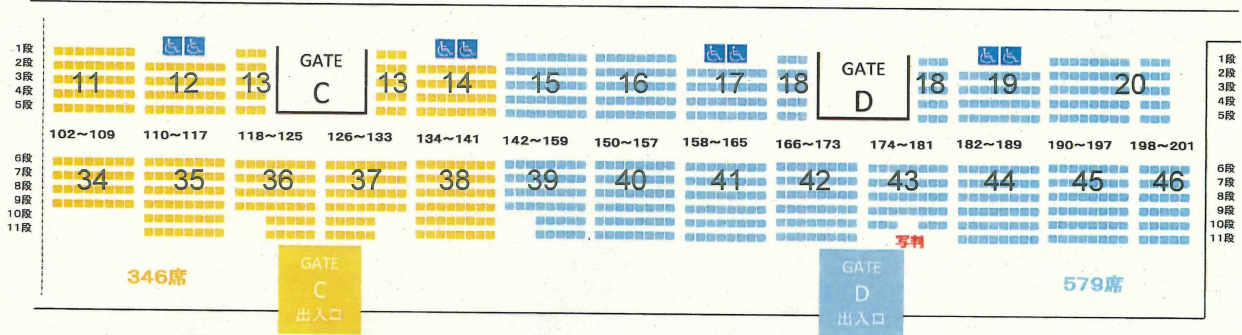 1段
2段
3段
4段
5段
11
12
13
GATE
C
13
14
15
16
17
18
GATE
D
18
19
20
1段
2段
3段
4段
5段
102～109
110～117
118～125
126～133
134～141
142～159
150～157
158～165
166～173
174～181
182～189
190～197
198～201
6段
7段
8段
9段
10段
11段
34
35
36
37
38
39
40
41
42
43
44
45
46
6段
7段
8段
9段
10段
11段
写判
346席
GATE
C
出入口
GATE
D
出入口
579席